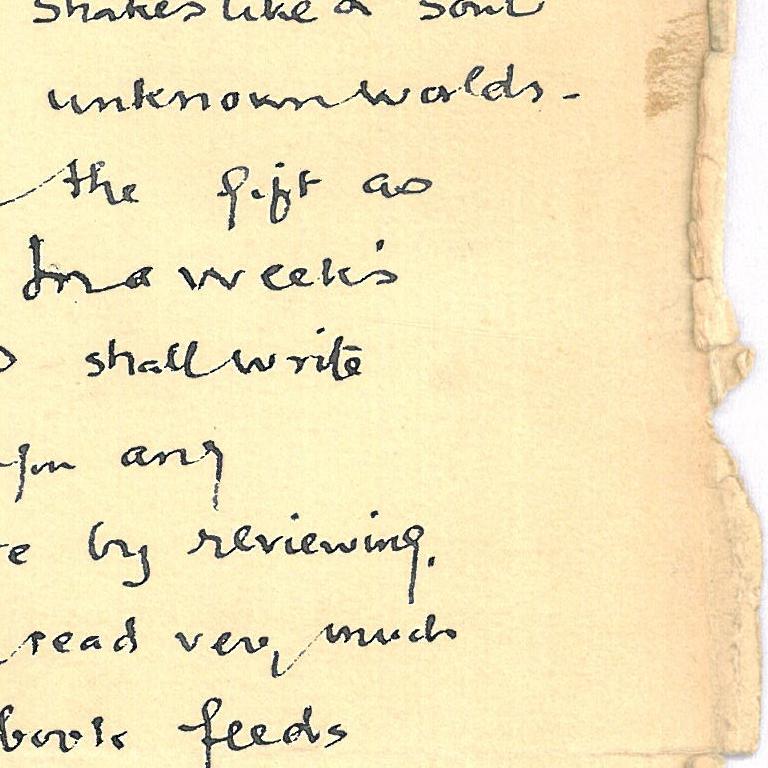 shakes like a soul
unknown worlds -
the gift as
In a week's
shall write
you any
by reviewing.
read very much
book feeds